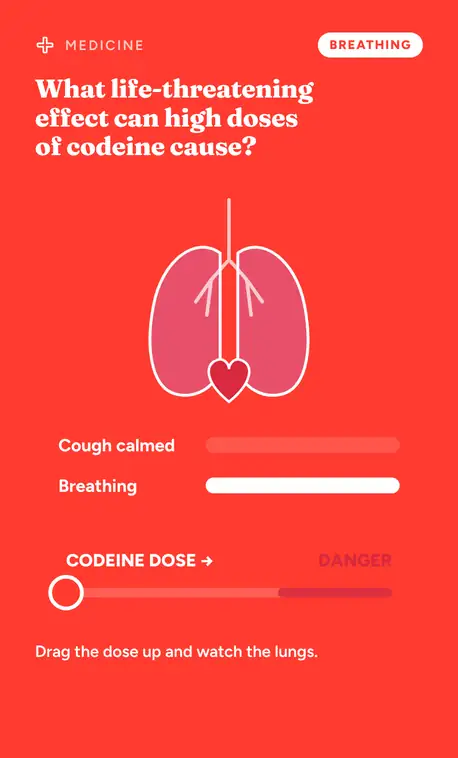 MEDICINE
BREATHING
What life-threatening
effect can high doses
of codeine cause?
Cough calmed
Breathing
CODEINE DOSE →
DANGER
Drag the dose up and watch the lungs.